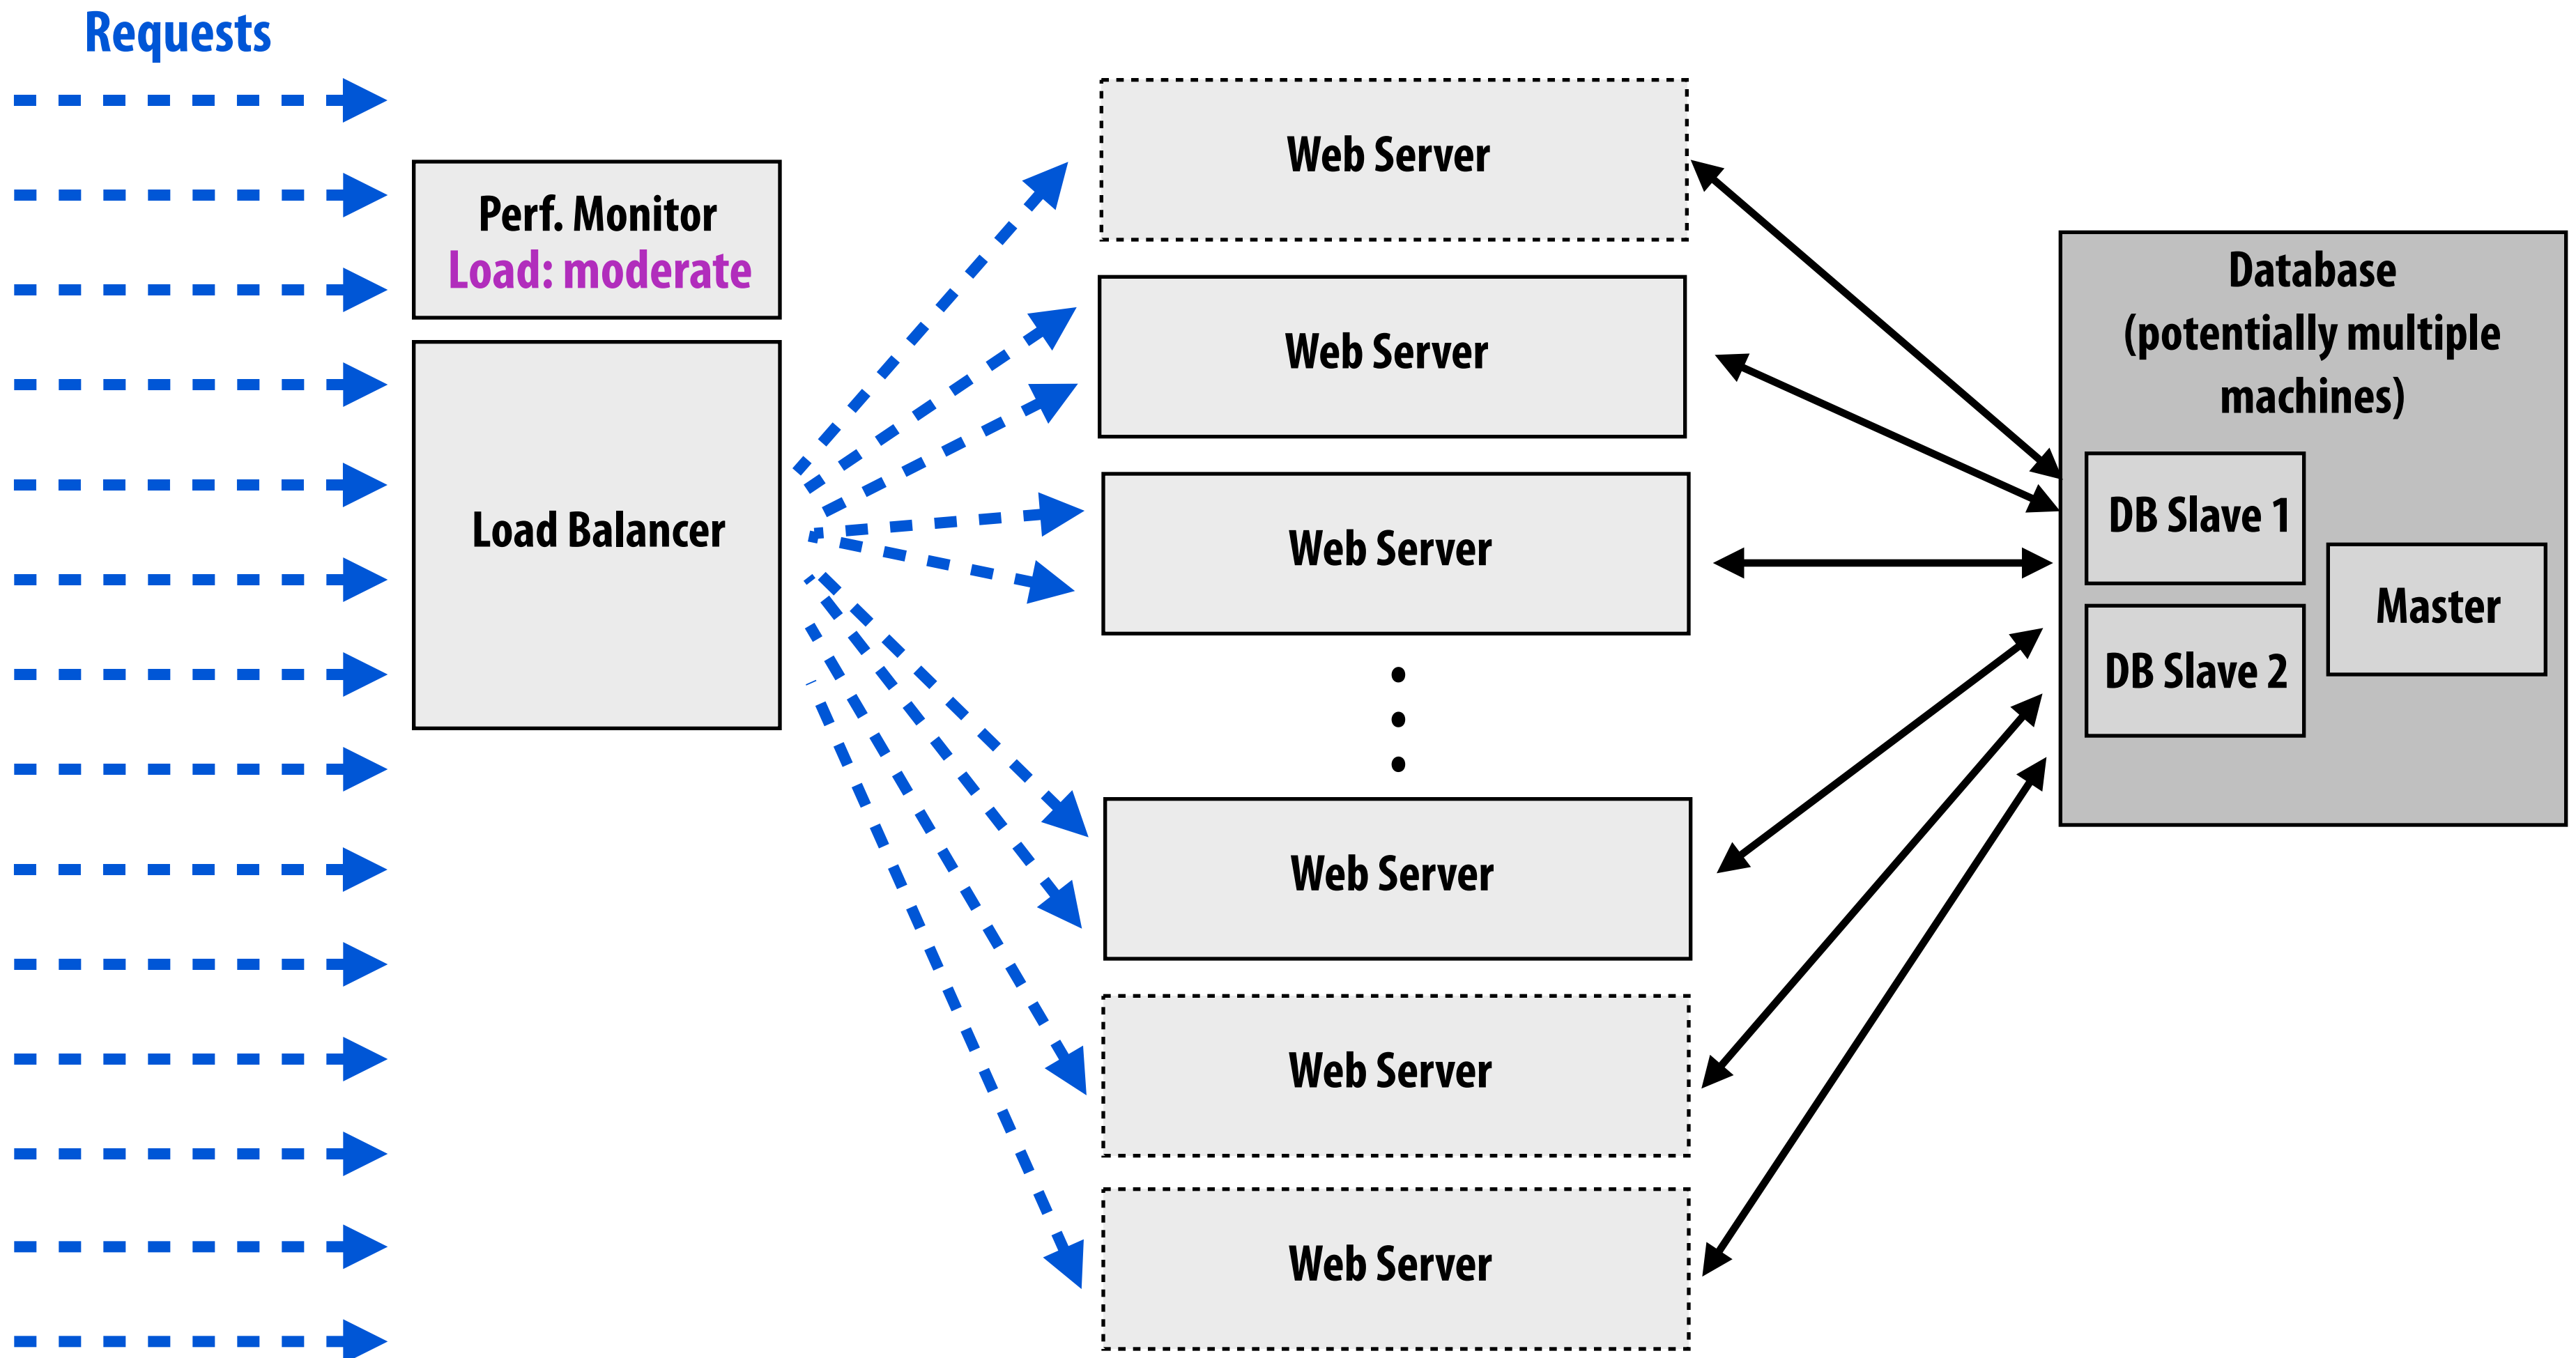 Requests
Perf. Monitor
Load: moderate
Load Balancer
Web Server
Web Server
Web Server
Web Server
Web Server
Web Server
Database
(potentially multiple
machines)
DB Slave 1
Master
DB Slave 2